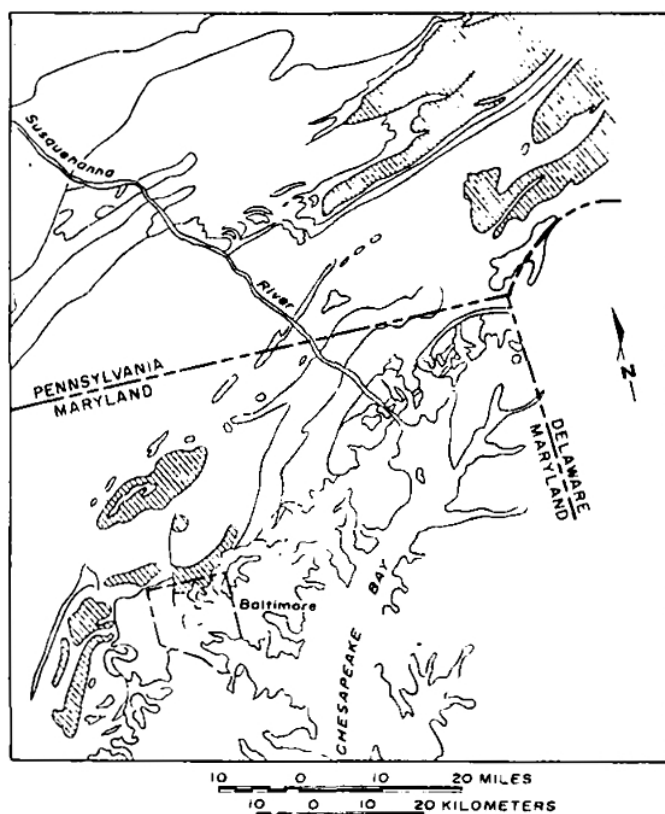 Susquehanna
River
PENNSYLVANIA
MARYLAND
N
DELAWARE
MARYLAND
Baltimore
CHESAPEAKE BAY
10 0 10 20 MILES
10 0 10 20 KILOMETERS